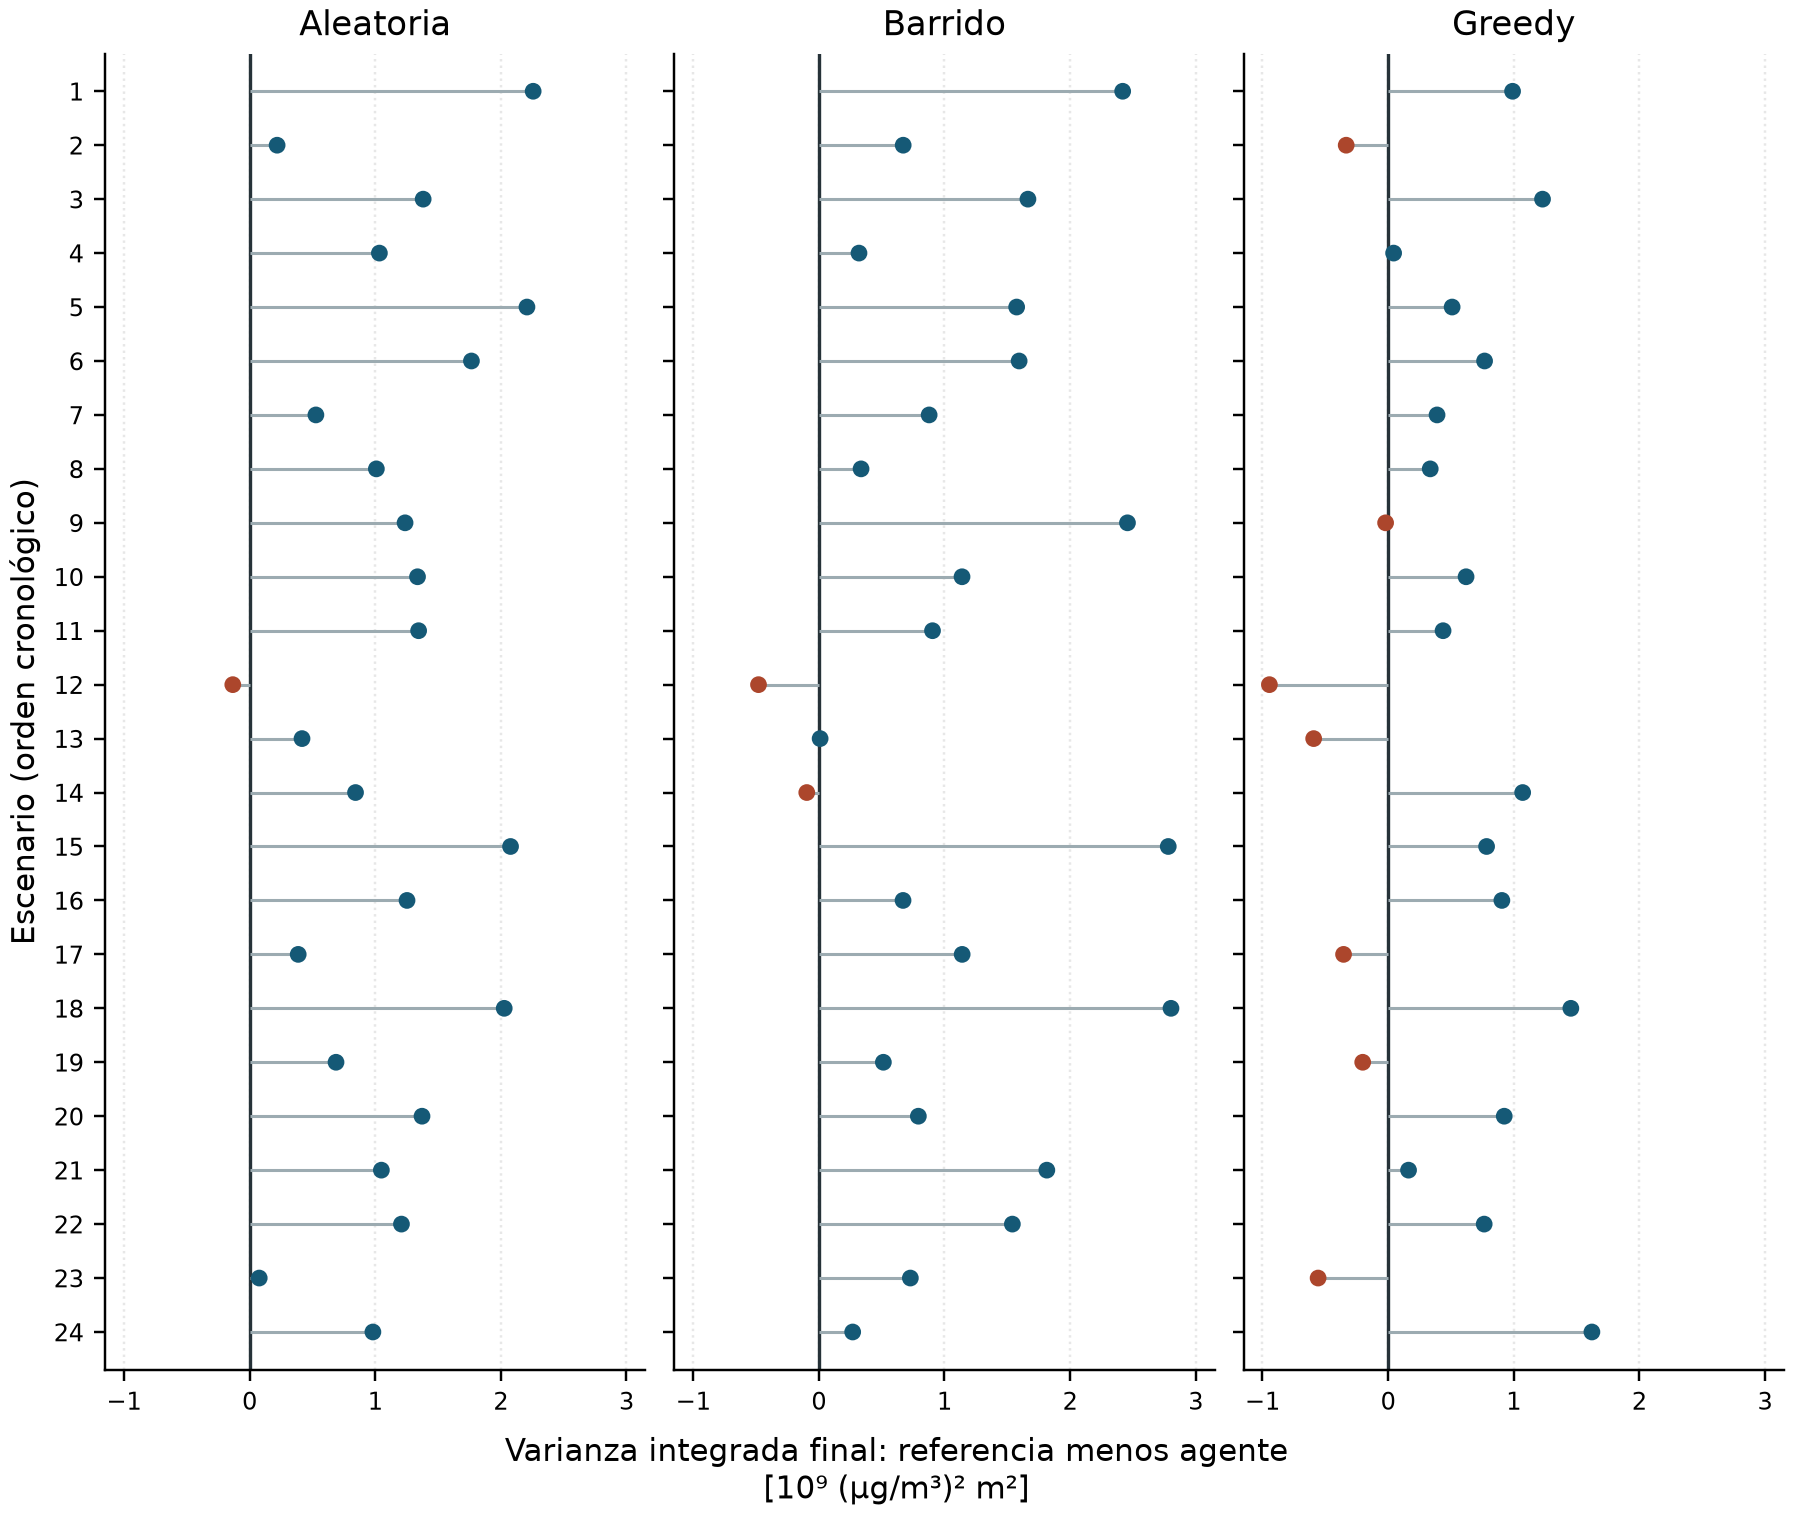 Aleatoria
Barrido
Greedy
Escenario (orden cronológico)
1
2
3
4
5
6
7
8
9
10
11
12
13
14
15
16
17
18
19
20
21
22
23
24
−1 0 1 2 3
−1 0 1 2 3
−1 0 1 2 3
Varianza integrada final: referencia menos agente
[10⁹ (µg/m³)² m²]